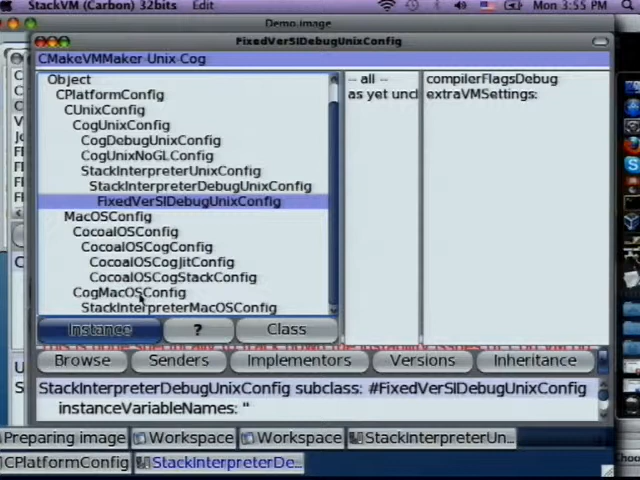 StackVM (Carbon) 32bits Edit Mon 3:55 PM
Demo.image
FixedVerSIDebugUnixConfig
CMakeVMMaker-Unix-Cog
Object
CPlatformConfig
CUnixConfig
CogUnixConfig
CogDebugUnixConfig
CogUnixNoGLConfig
StackInterpreterUnixConfig
StackInterpreterDebugUnixConfig
FixedVerSIDebugUnixConfig
MacOSConfig
CocoaIOSConfig
CocoaIOSCogConfig
CocoaIOSCogJitConfig
CocoaIOSCogStackConfig
CogMacOSConfig
StackInterpreterMacOSConfig
-- all --
as yet uncl
compilerFlagsDebug
extraVMSettings:
Instance ? Class
Browse Senders Implementors Versions Inheritance
StackInterpreterDebugUnixConfig subclass: #FixedVerSIDebugUnixConfig
instanceVariableNames: ''
Preparing image Workspace Workspace StackInterpreterUn...
CPlatformConfig StackInterpreterDe...